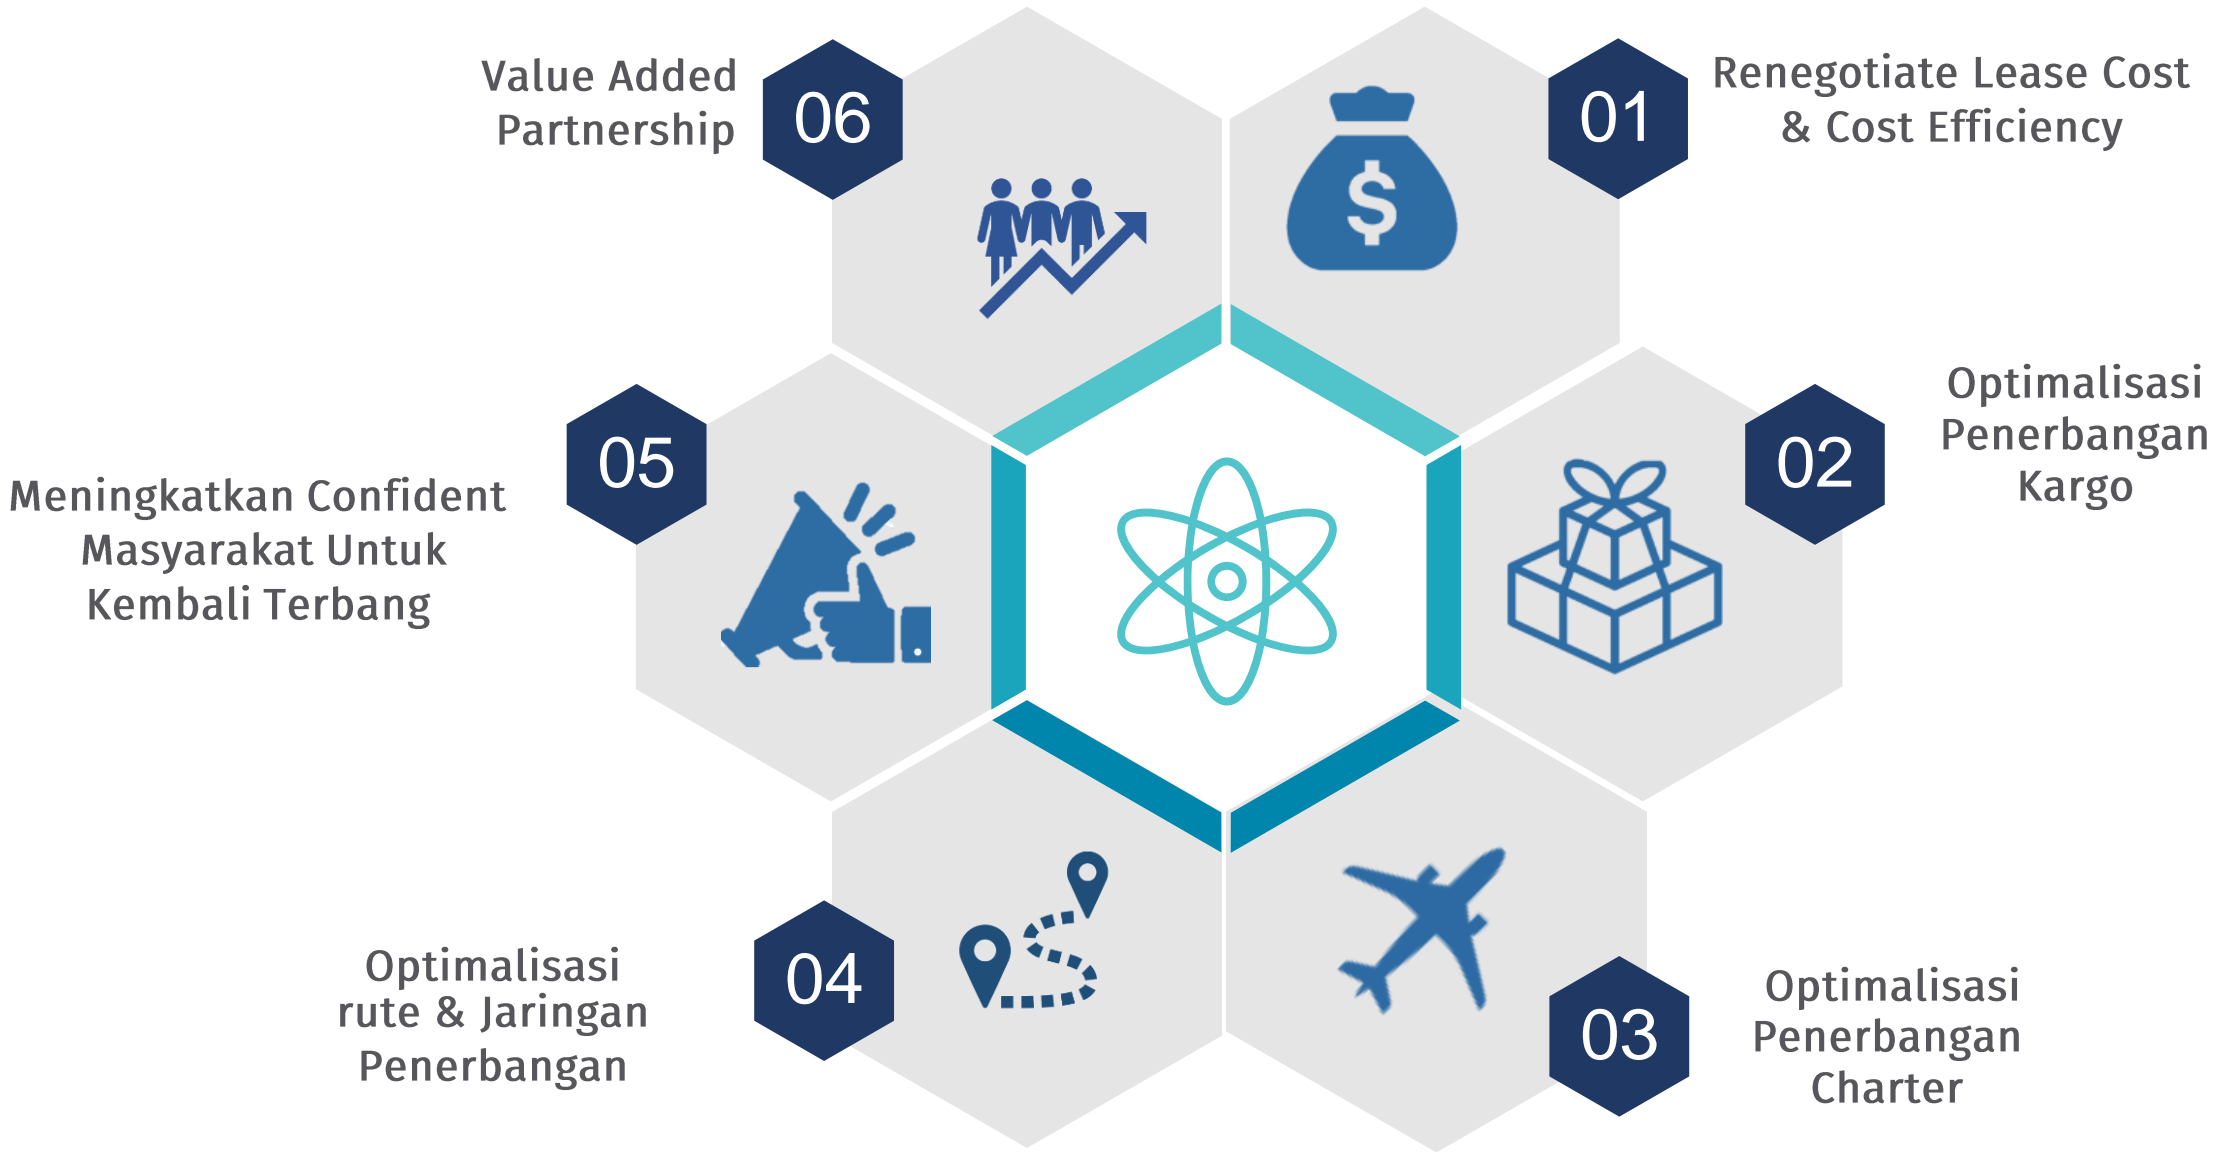 01
Renegotiate Lease Cost
& Cost Efficiency
02
Optimalisasi
Penerbangan
Kargo
03
Optimalisasi
Penerbangan
Charter
04
Optimalisasi
rute & Jaringan
Penerbangan
05
Meningkatkan Confident
Masyarakat Untuk
Kembali Terbang
06
Value Added
Partnership
$